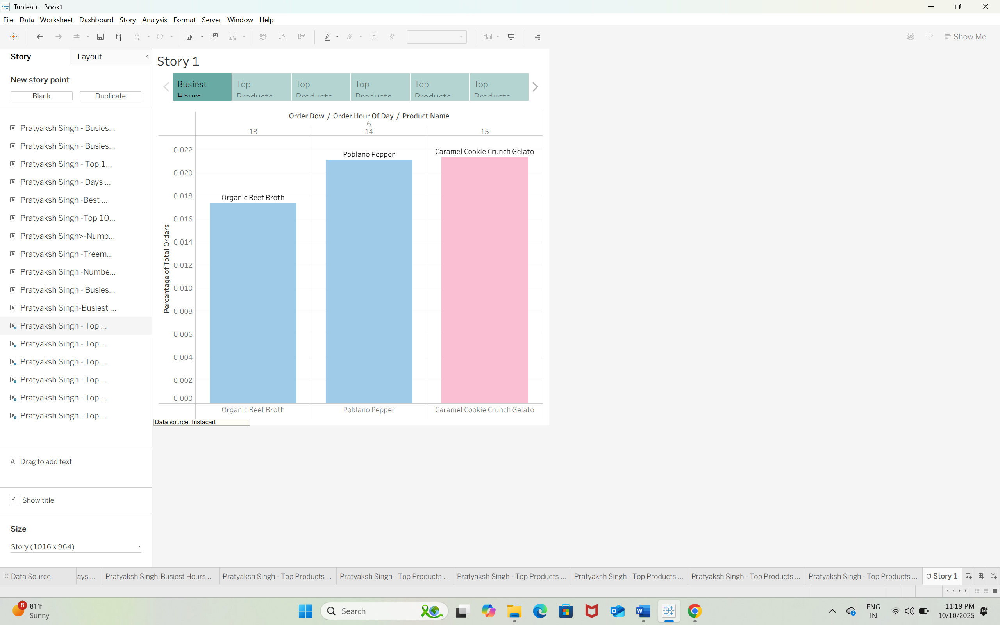 Tableau - Book1
File Data Worksheet Dashboard Story Analysis Format Server Window Help
Show Me
Story Layout
New story point
Blank Duplicate
Pratyaksh Singh - Busies...
Pratyaksh Singh - Busies...
Pratyaksh Singh - Top 1...
Pratyaksh Singh - Days ...
Pratyaksh Singh -Best ...
Pratyaksh Singh -Top 10...
Pratyaksh Singh>-Numb...
Pratyaksh Singh -Treem...
Pratyaksh Singh -Numbe...
Pratyaksh Singh - Busies...
Pratyaksh Singh-Busiest ...
Pratyaksh Singh - Top ...
Pratyaksh Singh - Top ...
Pratyaksh Singh - Top ...
Pratyaksh Singh - Top ...
Pratyaksh Singh - Top ...
Pratyaksh Singh - Top ...
A Drag to add text
Show title
Size
Story (1016 x 964)
Story 1
Busiest Top Top Top Top Top
Hours Products Products Products Products Products
Order Dow / Order Hour Of Day / Product Name
6
13 14 15
Percentage of Total Orders
0.022
0.020
0.018
0.016
0.014
0.012
0.010
0.008
0.006
0.004
0.002
0.000
Organic Beef Broth
Poblano Pepper
Caramel Cookie Crunch Gelato
Organic Beef Broth Poblano Pepper Caramel Cookie Crunch Gelato
Data source: Instacart
Data Source ays ... Pratyaksh Singh-Busiest Hours ... Pratyaksh Singh - Top Products ... Pratyaksh Singh - Top Products ... Pratyaksh Singh - Top Products ... Pratyaksh Singh - Top Products ... Pratyaksh Singh - Top Products ... Pratyaksh Singh - Top Products ... Story 1
8
81°F
Sunny
Search
ENG
IN
11:19 PM
10/10/2025